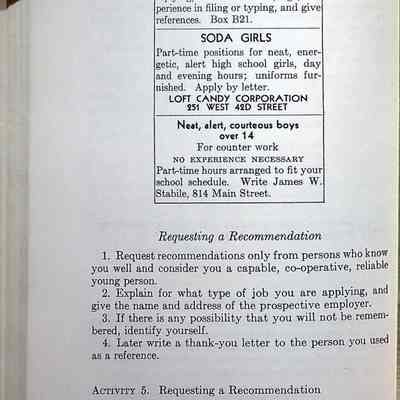 perience in filing or typing, and give
references. Box B21.
SODA GIRLS
Part-time positions for neat, ener-
getic, alert high school girls, day
and evening hours; uniforms fur-
nished. Apply by letter.
LOFT CANDY CORPORATION
251 WEST 42D STREET
Neat, alert, courteous boys
over 14
For counter work
NO EXPERIENCE NECESSARY
Part-time hours arranged to fit your
school schedule. Write James W.
Stabile, 814 Main Street.
Requesting a Recommendation
1. Request recommendations only from persons who know
you well and consider you a capable, co-operative, reliable
young person.
2. Explain for what type of job you are applying, and
give the name and address of the prospective employer.
3. If there is any possibility that you will not be remem-
bered, identify yourself.
4. Later write a thank-you letter to the person you used
as a reference.
ACTIVITY 5. Requesting a Recommendation